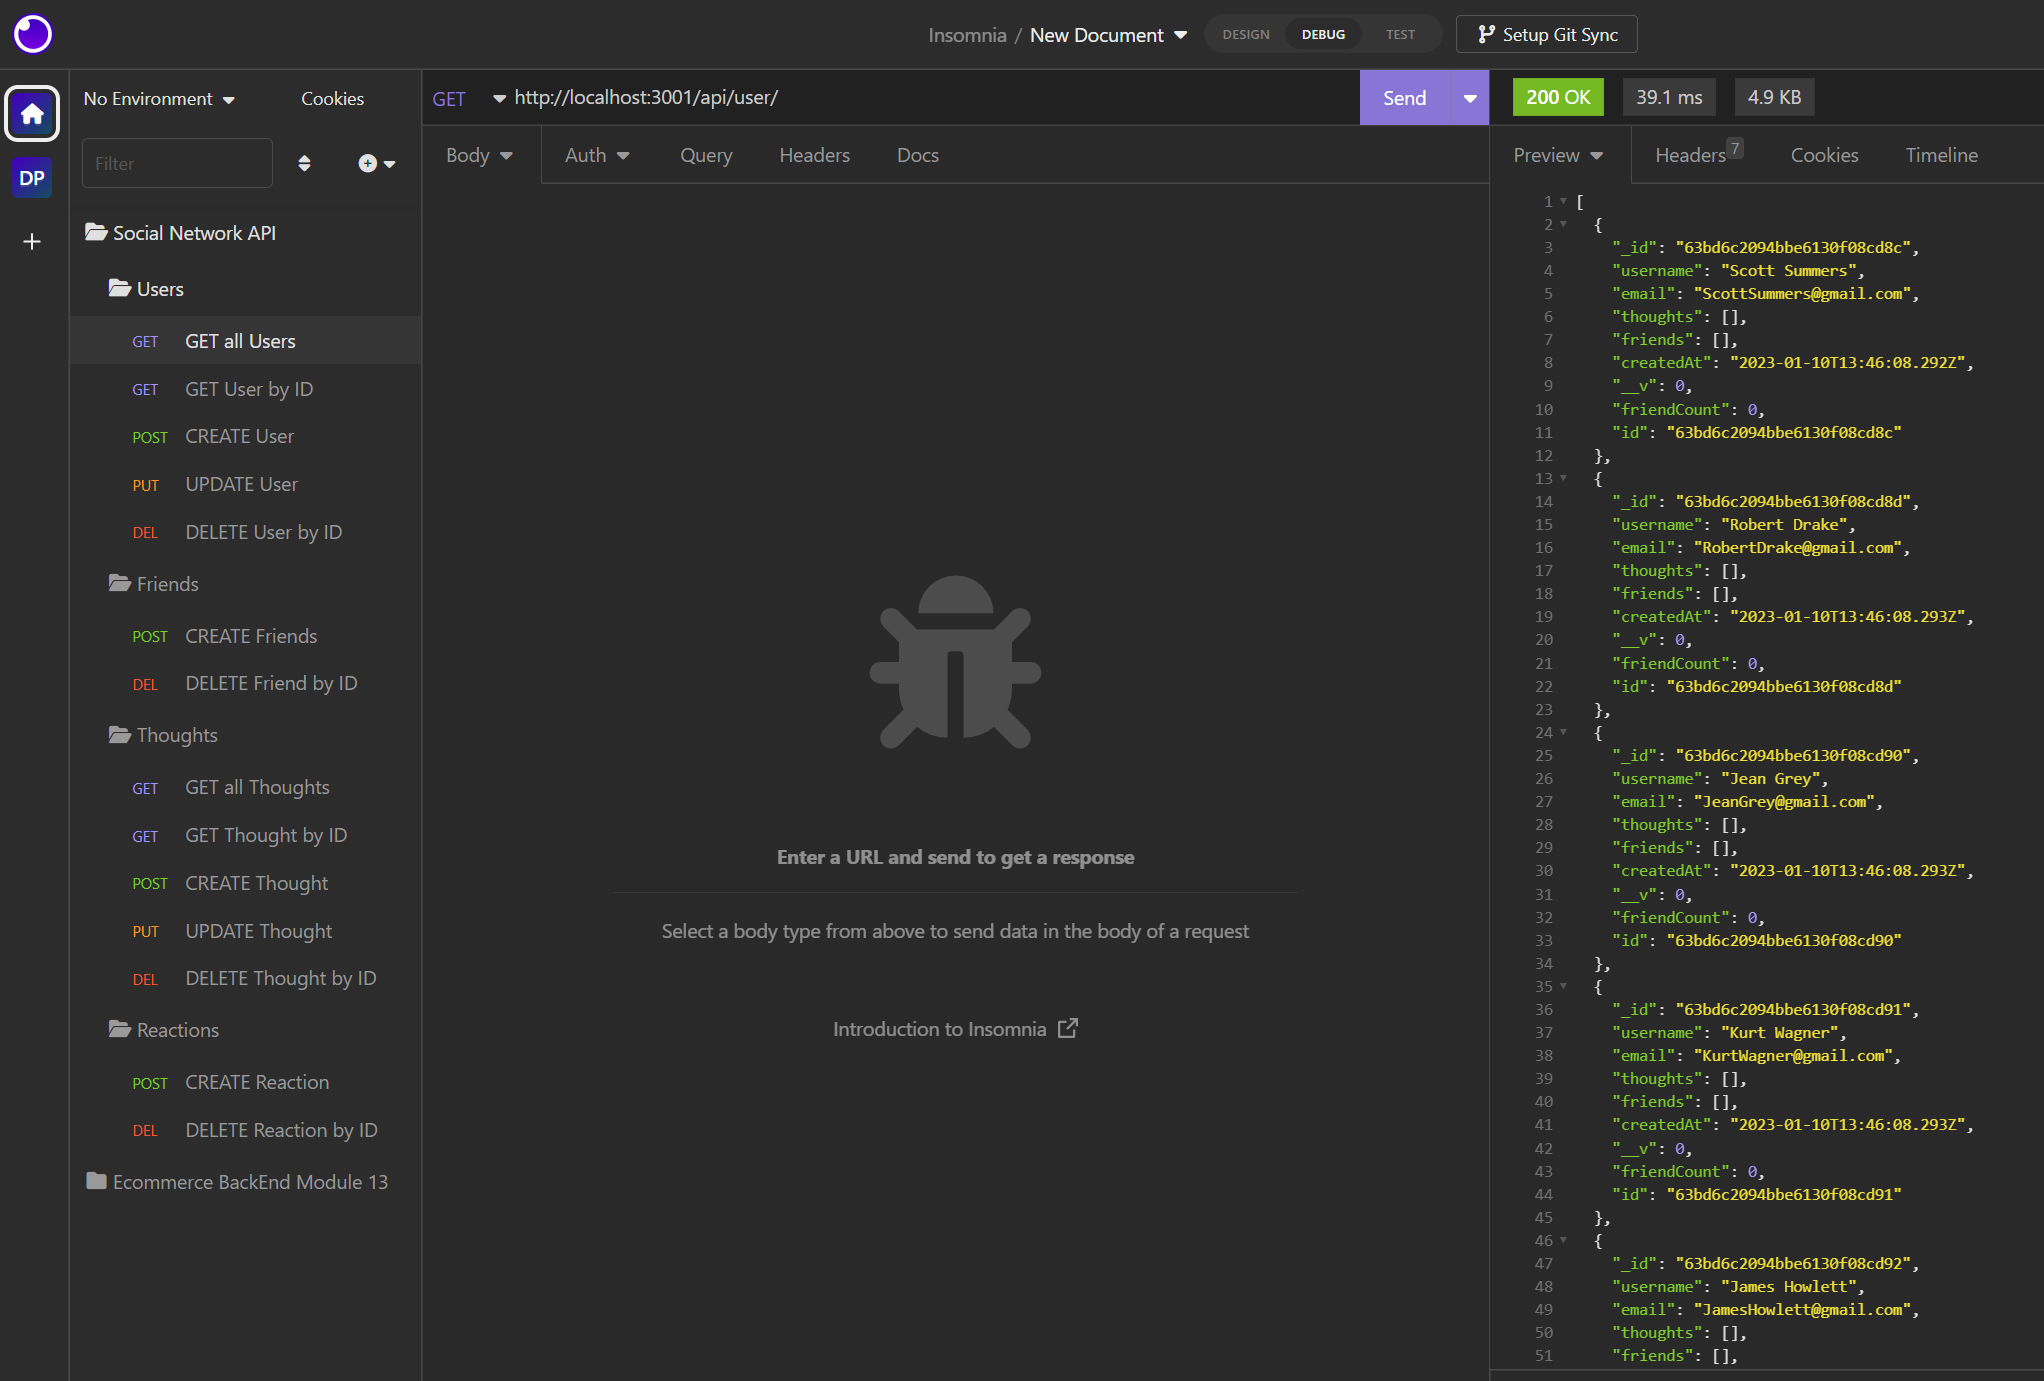 Insomnia / New Document
DESIGN
DEBUG
TEST
Setup Git Sync
DP
No Environment
Cookies
Filter
Social Network API
Users
GET GET all Users
GET GET User by ID
POST CREATE User
PUT UPDATE User
DEL DELETE User by ID
Friends
POST CREATE Friends
DEL DELETE Friend by ID
Thoughts
GET GET all Thoughts
GET GET Thought by ID
POST CREATE Thought
PUT UPDATE Thought
DEL DELETE Thought by ID
Reactions
POST CREATE Reaction
DEL DELETE Reaction by ID
Ecommerce BackEnd Module 13
GET http://localhost:3001/api/user/
Send
Body
Auth
Query
Headers
Docs
Enter a URL and send to get a response
Select a body type from above to send data in the body of a request
Introduction to Insomnia
200 OK
39.1 ms
4.9 KB
Preview
Headers 7
Cookies
Timeline
1 [
2 {
3 "_id": "63bd6c2094bbe6130f08cd8c",
4 "username": "Scott Summers",
5 "email": "ScottSummers@gmail.com",
6 "thoughts": [],
7 "friends": [],
8 "createdAt": "2023-01-10T13:46:08.292Z",
9 "__v": 0,
10 "friendCount": 0,
11 "id": "63bd6c2094bbe6130f08cd8c"
12 },
13 {
14 "_id": "63bd6c2094bbe6130f08cd8d",
15 "username": "Robert Drake",
16 "email": "RobertDrake@gmail.com",
17 "thoughts": [],
18 "friends": [],
19 "createdAt": "2023-01-10T13:46:08.293Z",
20 "__v": 0,
21 "friendCount": 0,
22 "id": "63bd6c2094bbe6130f08cd8d"
23 },
24 {
25 "_id": "63bd6c2094bbe6130f08cd90",
26 "username": "Jean Grey",
27 "email": "JeanGrey@gmail.com",
28 "thoughts": [],
29 "friends": [],
30 "createdAt": "2023-01-10T13:46:08.293Z",
31 "__v": 0,
32 "friendCount": 0,
33 "id": "63bd6c2094bbe6130f08cd90"
34 },
35 {
36 "_id": "63bd6c2094bbe6130f08cd91",
37 "username": "Kurt Wagner",
38 "email": "KurtWagner@gmail.com",
39 "thoughts": [],
40 "friends": [],
41 "createdAt": "2023-01-10T13:46:08.293Z",
42 "__v": 0,
43 "friendCount": 0,
44 "id": "63bd6c2094bbe6130f08cd91"
45 },
46 {
47 "_id": "63bd6c2094bbe6130f08cd92",
48 "username": "James Howlett",
49 "email": "JamesHowlett@gmail.com",
50 "thoughts": [],
51 "friends": [],